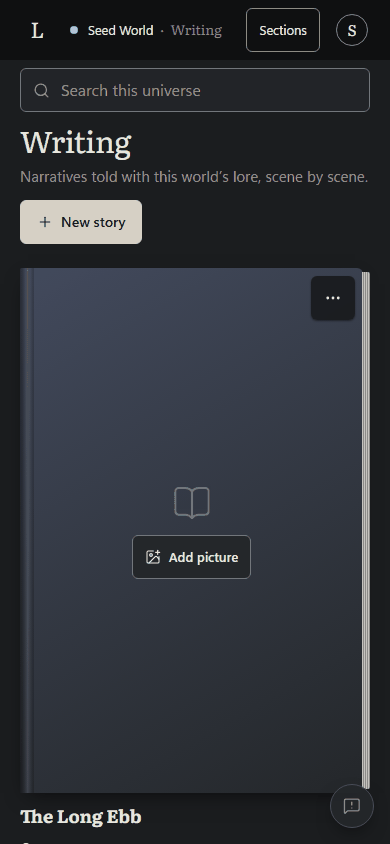 L
Seed World · Writing
Sections
S
Search this universe
Writing
Narratives told with this world’s lore, scene by scene.
New story
Add picture
The Long Ebb